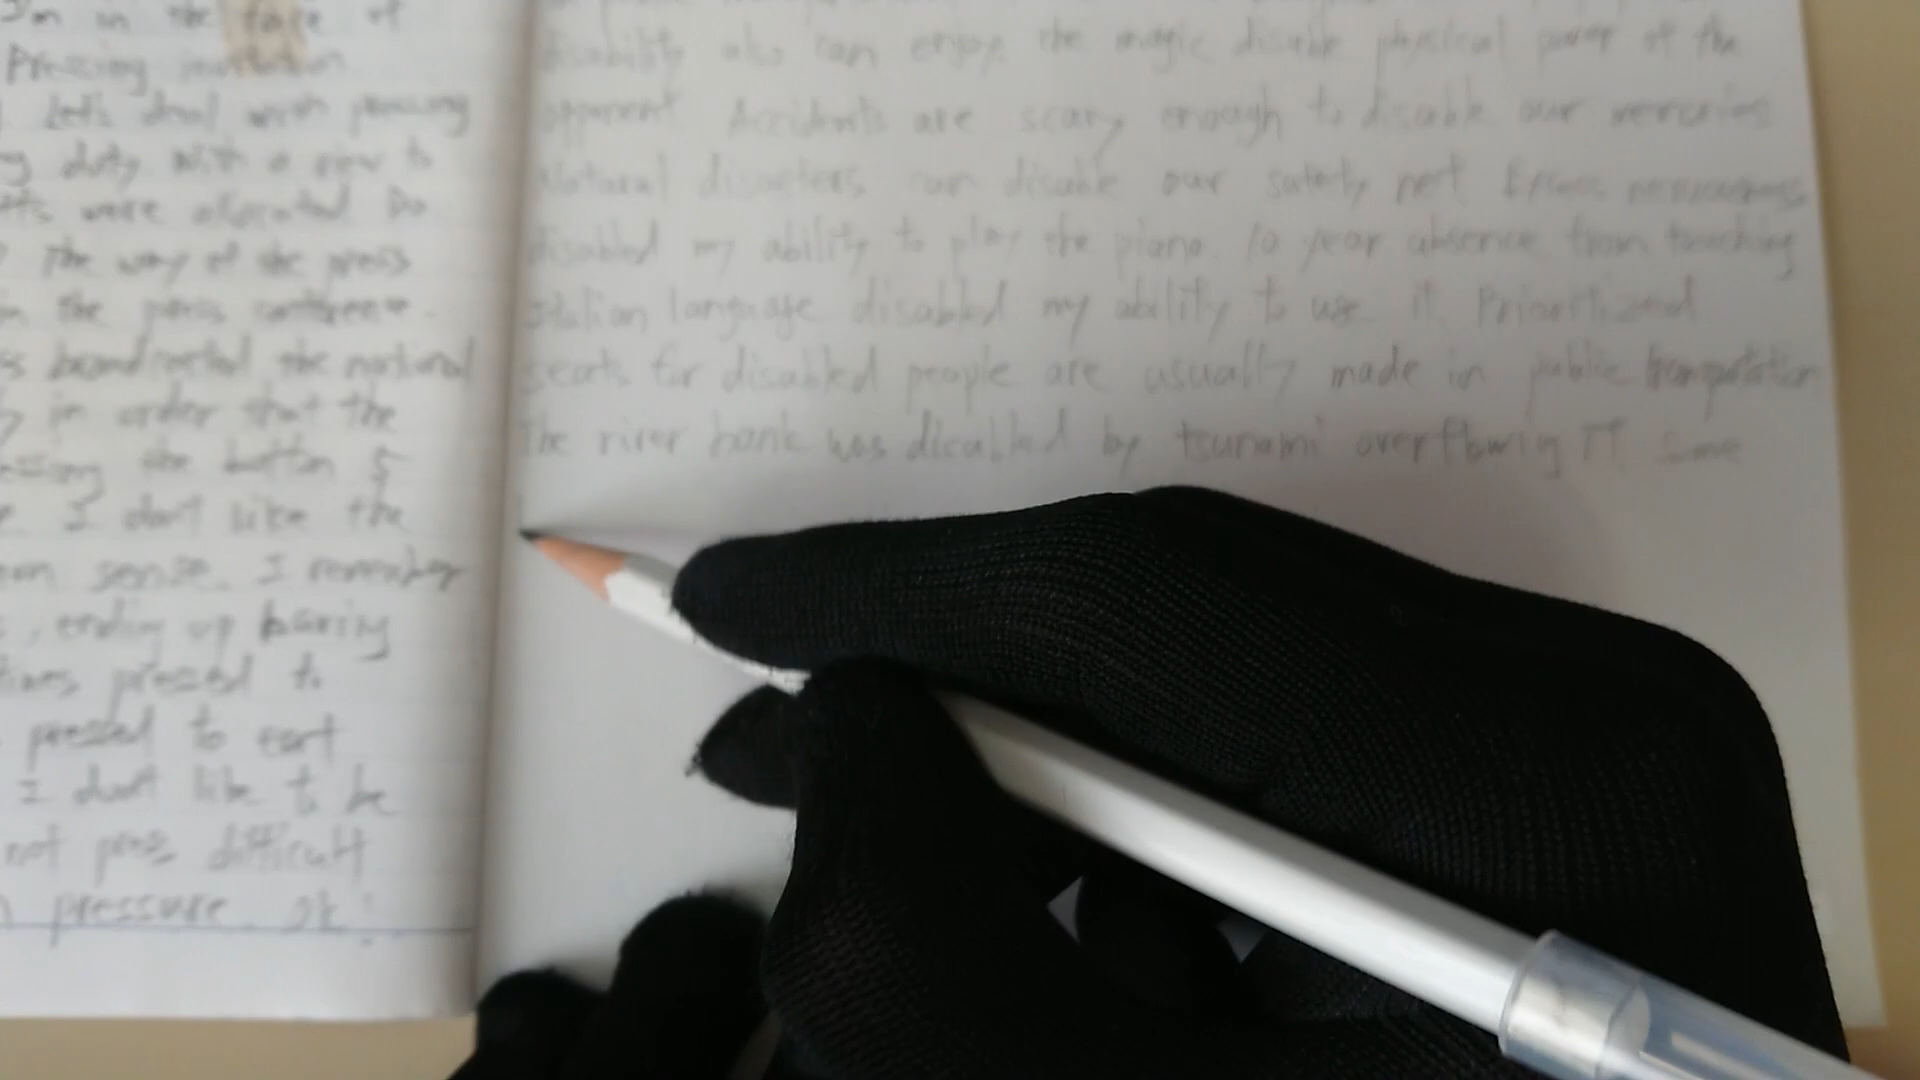 I'm in the face of
Pressing invitation
Let's deal with pressing
duty with a view to
were allocated Do
The way of the press
in the press conference.
broadcasted the national
in order that the
the button &
I don't like the
sense. I remember
, ending up having
pressed to
pressed to eat
I don't like to be
not press difficult
pressure. ok!
disability also can enjoy. the magic disable physical power of the
opponent Accidents are scary enough to disable our
Natural disasters can disable our safety net
disabled my ability to play the piano. 10 year absence from touching
Italian language disabled my ability to use it. Prioritized
seats for disabled people are usually made in public transportation
The river bank was dicabled by tsunami overflowing IT Some